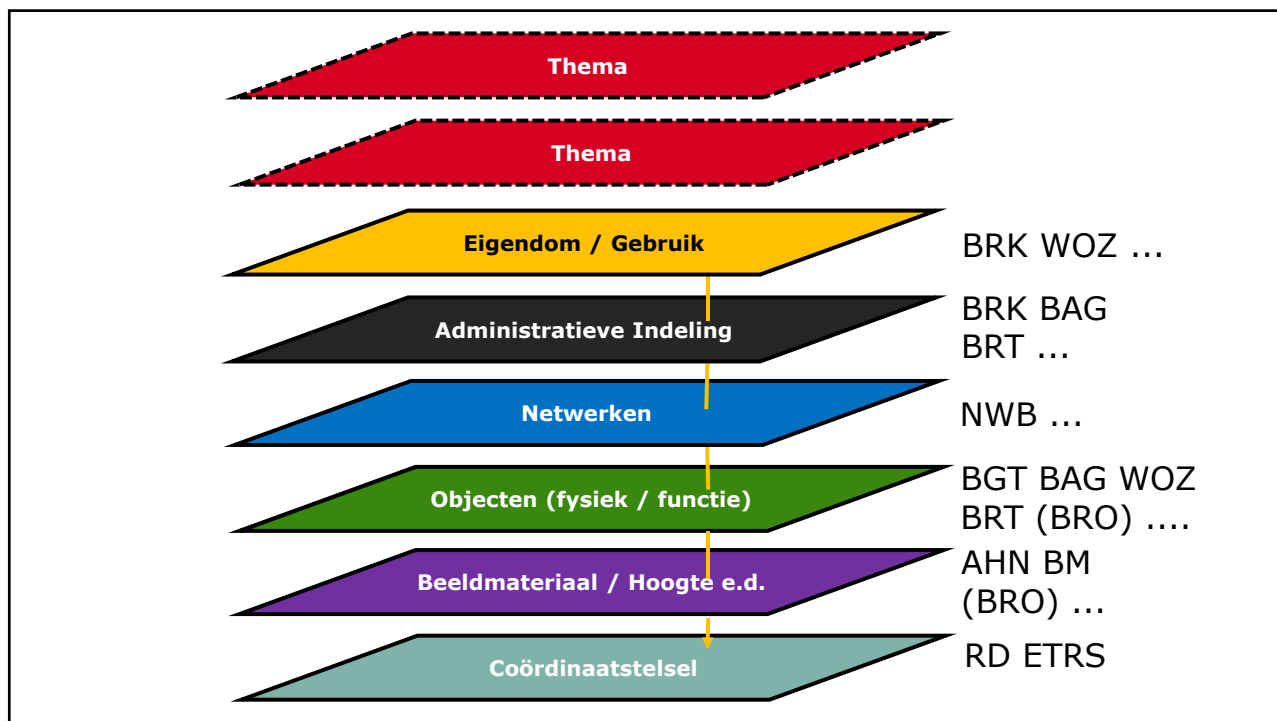 Thema
Thema
Eigendom / Gebruik
BRK WOZ ...
Administratieve Indeling
BRK BAG
BRT ...
Netwerken
NWB ...
Objecten (fysiek / functie)
BGT BAG WOZ
BRT (BRO) ....
Beeldmateriaal / Hoogte e.d.
AHN BM
(BRO) ...
Coördinaatstelsel
RD ETRS